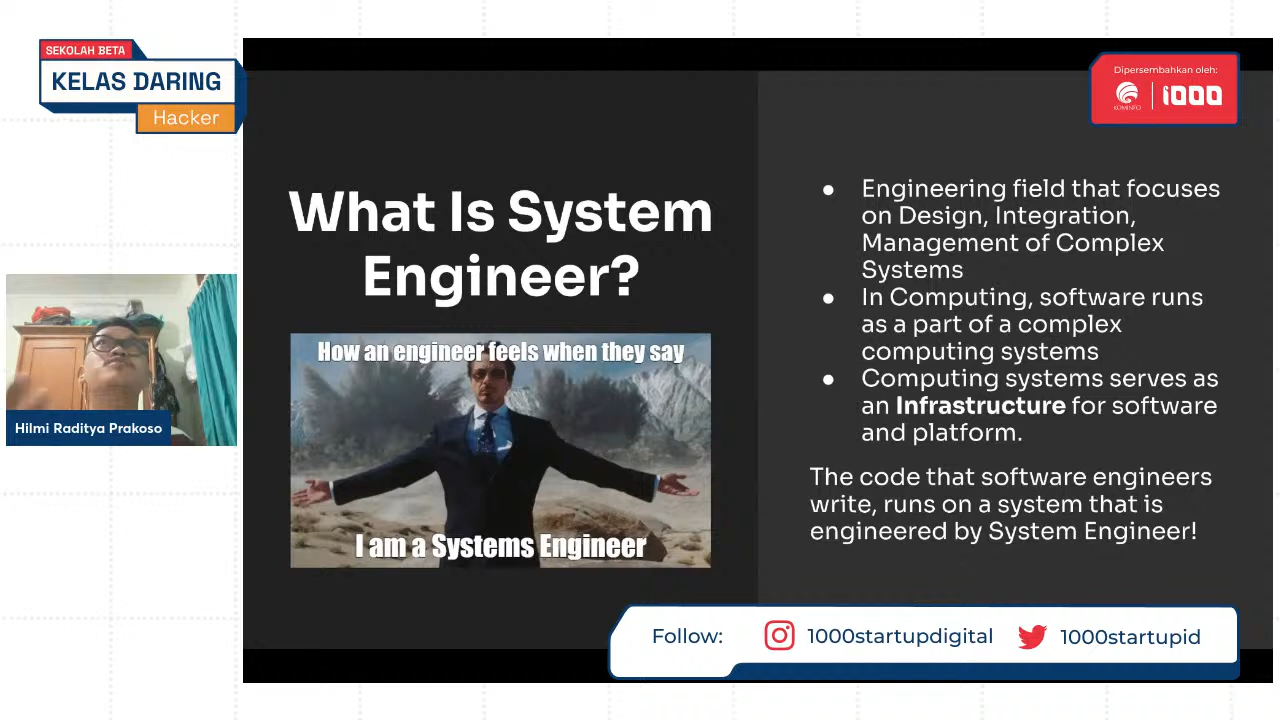 SEKOLAH BETA
KELAS DARING
Hacker
Dipersembahkan oleh:
KOMINFO
1000
What Is System
Engineer?
How an engineer feels when they say
I am a Systems Engineer
● Engineering field that focuses
on Design, Integration,
Management of Complex
Systems
● In Computing, software runs
as a part of a complex
computing systems
● Computing systems serves as
an Infrastructure for software
and platform.
The code that software engineers
write, runs on a system that is
engineered by System Engineer!
Hilmi Raditya Prakoso
Follow: 1000startupdigital 1000startupid